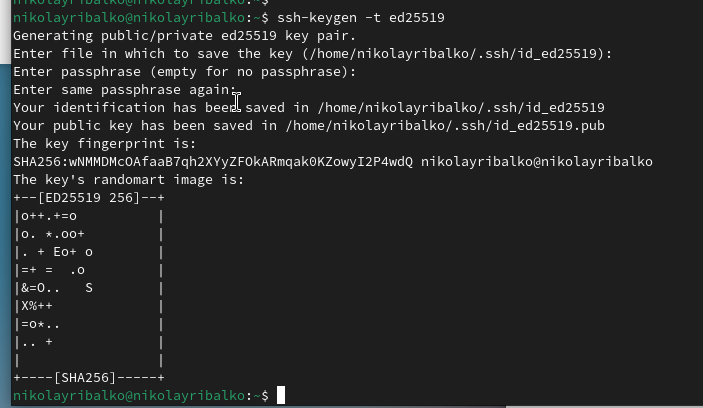 nikolayribalko@nikolayribalko:~$
nikolayribalko@nikolayribalko:~$ ssh-keygen -t ed25519
Generating public/private ed25519 key pair.
Enter file in which to save the key (/home/nikolayribalko/.ssh/id_ed25519):
Enter passphrase (empty for no passphrase):
Enter same passphrase again:
Your identification has been saved in /home/nikolayribalko/.ssh/id_ed25519
Your public key has been saved in /home/nikolayribalko/.ssh/id_ed25519.pub
The key fingerprint is:
SHA256:wNMMDMcOAfaaB7qh2XYyZFOkARmqak0KZowyI2P4wdQ nikolayribalko@nikolayribalko
The key's randomart image is:
+--[ED25519 256]--+
|o++.+=o          |
|o. *.oo+         |
|. + Eo+ o        |
|=+ =  .o         |
|&=O..   S        |
|X%++             |
|=o*..            |
|.. +             |
|                 |
+----[SHA256]-----+
nikolayribalko@nikolayribalko:~$